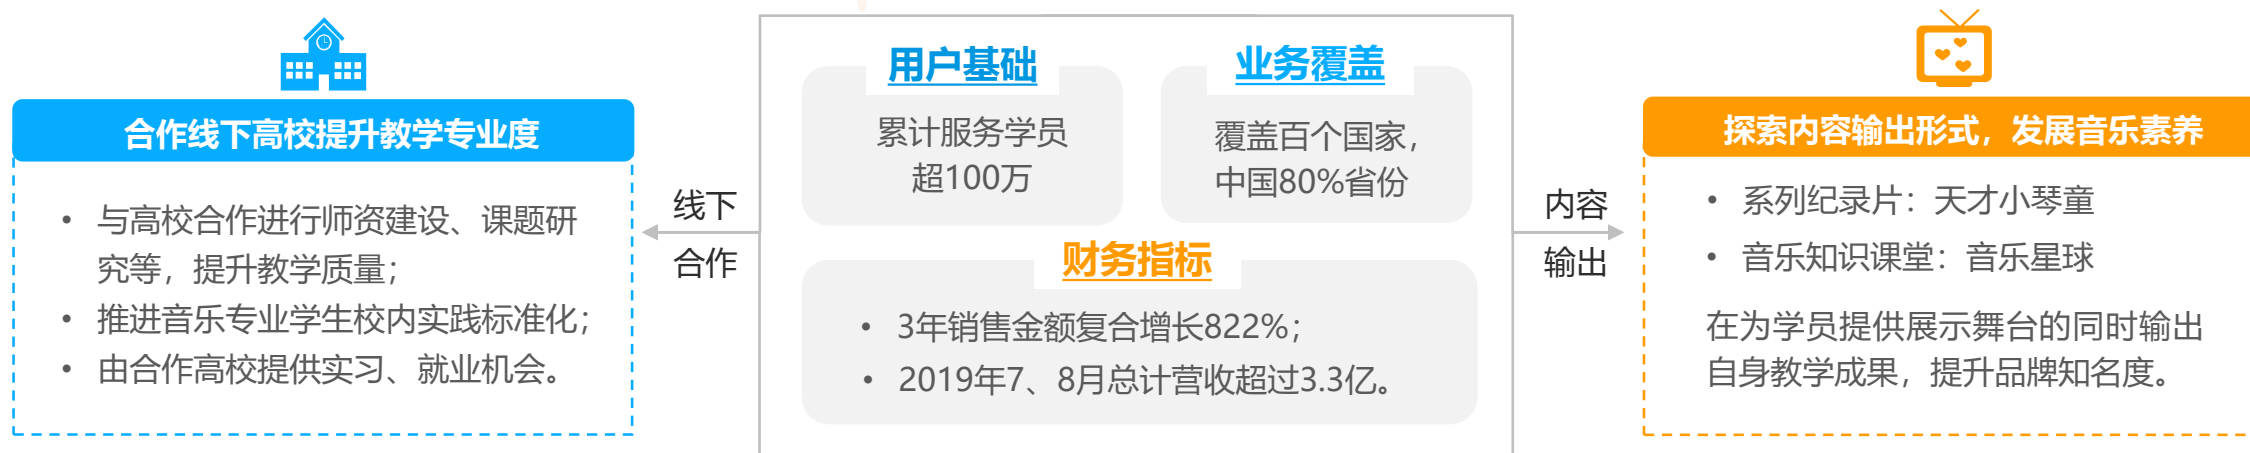 合作线下高校提升教学专业度
• 与高校合作进行师资建设、课题研
究等，提升教学质量；
• 推进音乐专业学生校内实践标准化；
• 由合作高校提供实习、就业机会。
线下
合作
用户基础
累计服务学员
超100万
业务覆盖
覆盖百个国家，
中国80%省份
财务指标
• 3年销售金额复合增长822%；
• 2019年7、8月总计营收超过3.3亿。
内容
输出
探索内容输出形式，发展音乐素养
• 系列纪录片：天才小琴童
• 音乐知识课堂：音乐星球
在为学员提供展示舞台的同时输出
自身教学成果，提升品牌知名度。